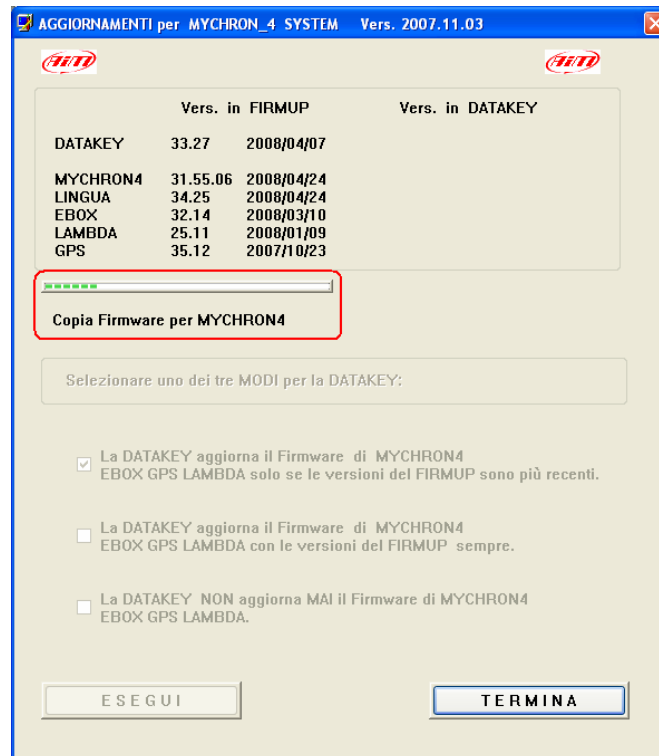 AGGIORNAMENTI per MYCHRON_4 SYSTEM Vers. 2007.11.03
AiM AiM
Vers. in FIRMUP Vers. in DATAKEY
DATAKEY 33.27 2008/04/07
MYCHRON4 31.55.06 2008/04/24
LINGUA 34.25 2008/04/24
EBOX 32.14 2008/03/10
LAMBDA 25.11 2008/01/09
GPS 35.12 2007/10/23
Copia Firmware per MYCHRON4
Selezionare uno dei tre MODI per la DATAKEY:
La DATAKEY aggiorna il Firmware di MYCHRON4
EBOX GPS LAMBDA solo se le versioni del FIRMUP sono più recenti.
La DATAKEY aggiorna il Firmware di MYCHRON4
EBOX GPS LAMBDA con le versioni del FIRMUP sempre.
La DATAKEY NON aggiorna MAI il Firmware di MYCHRON4
EBOX GPS LAMBDA.
ESEGUI TERMINA